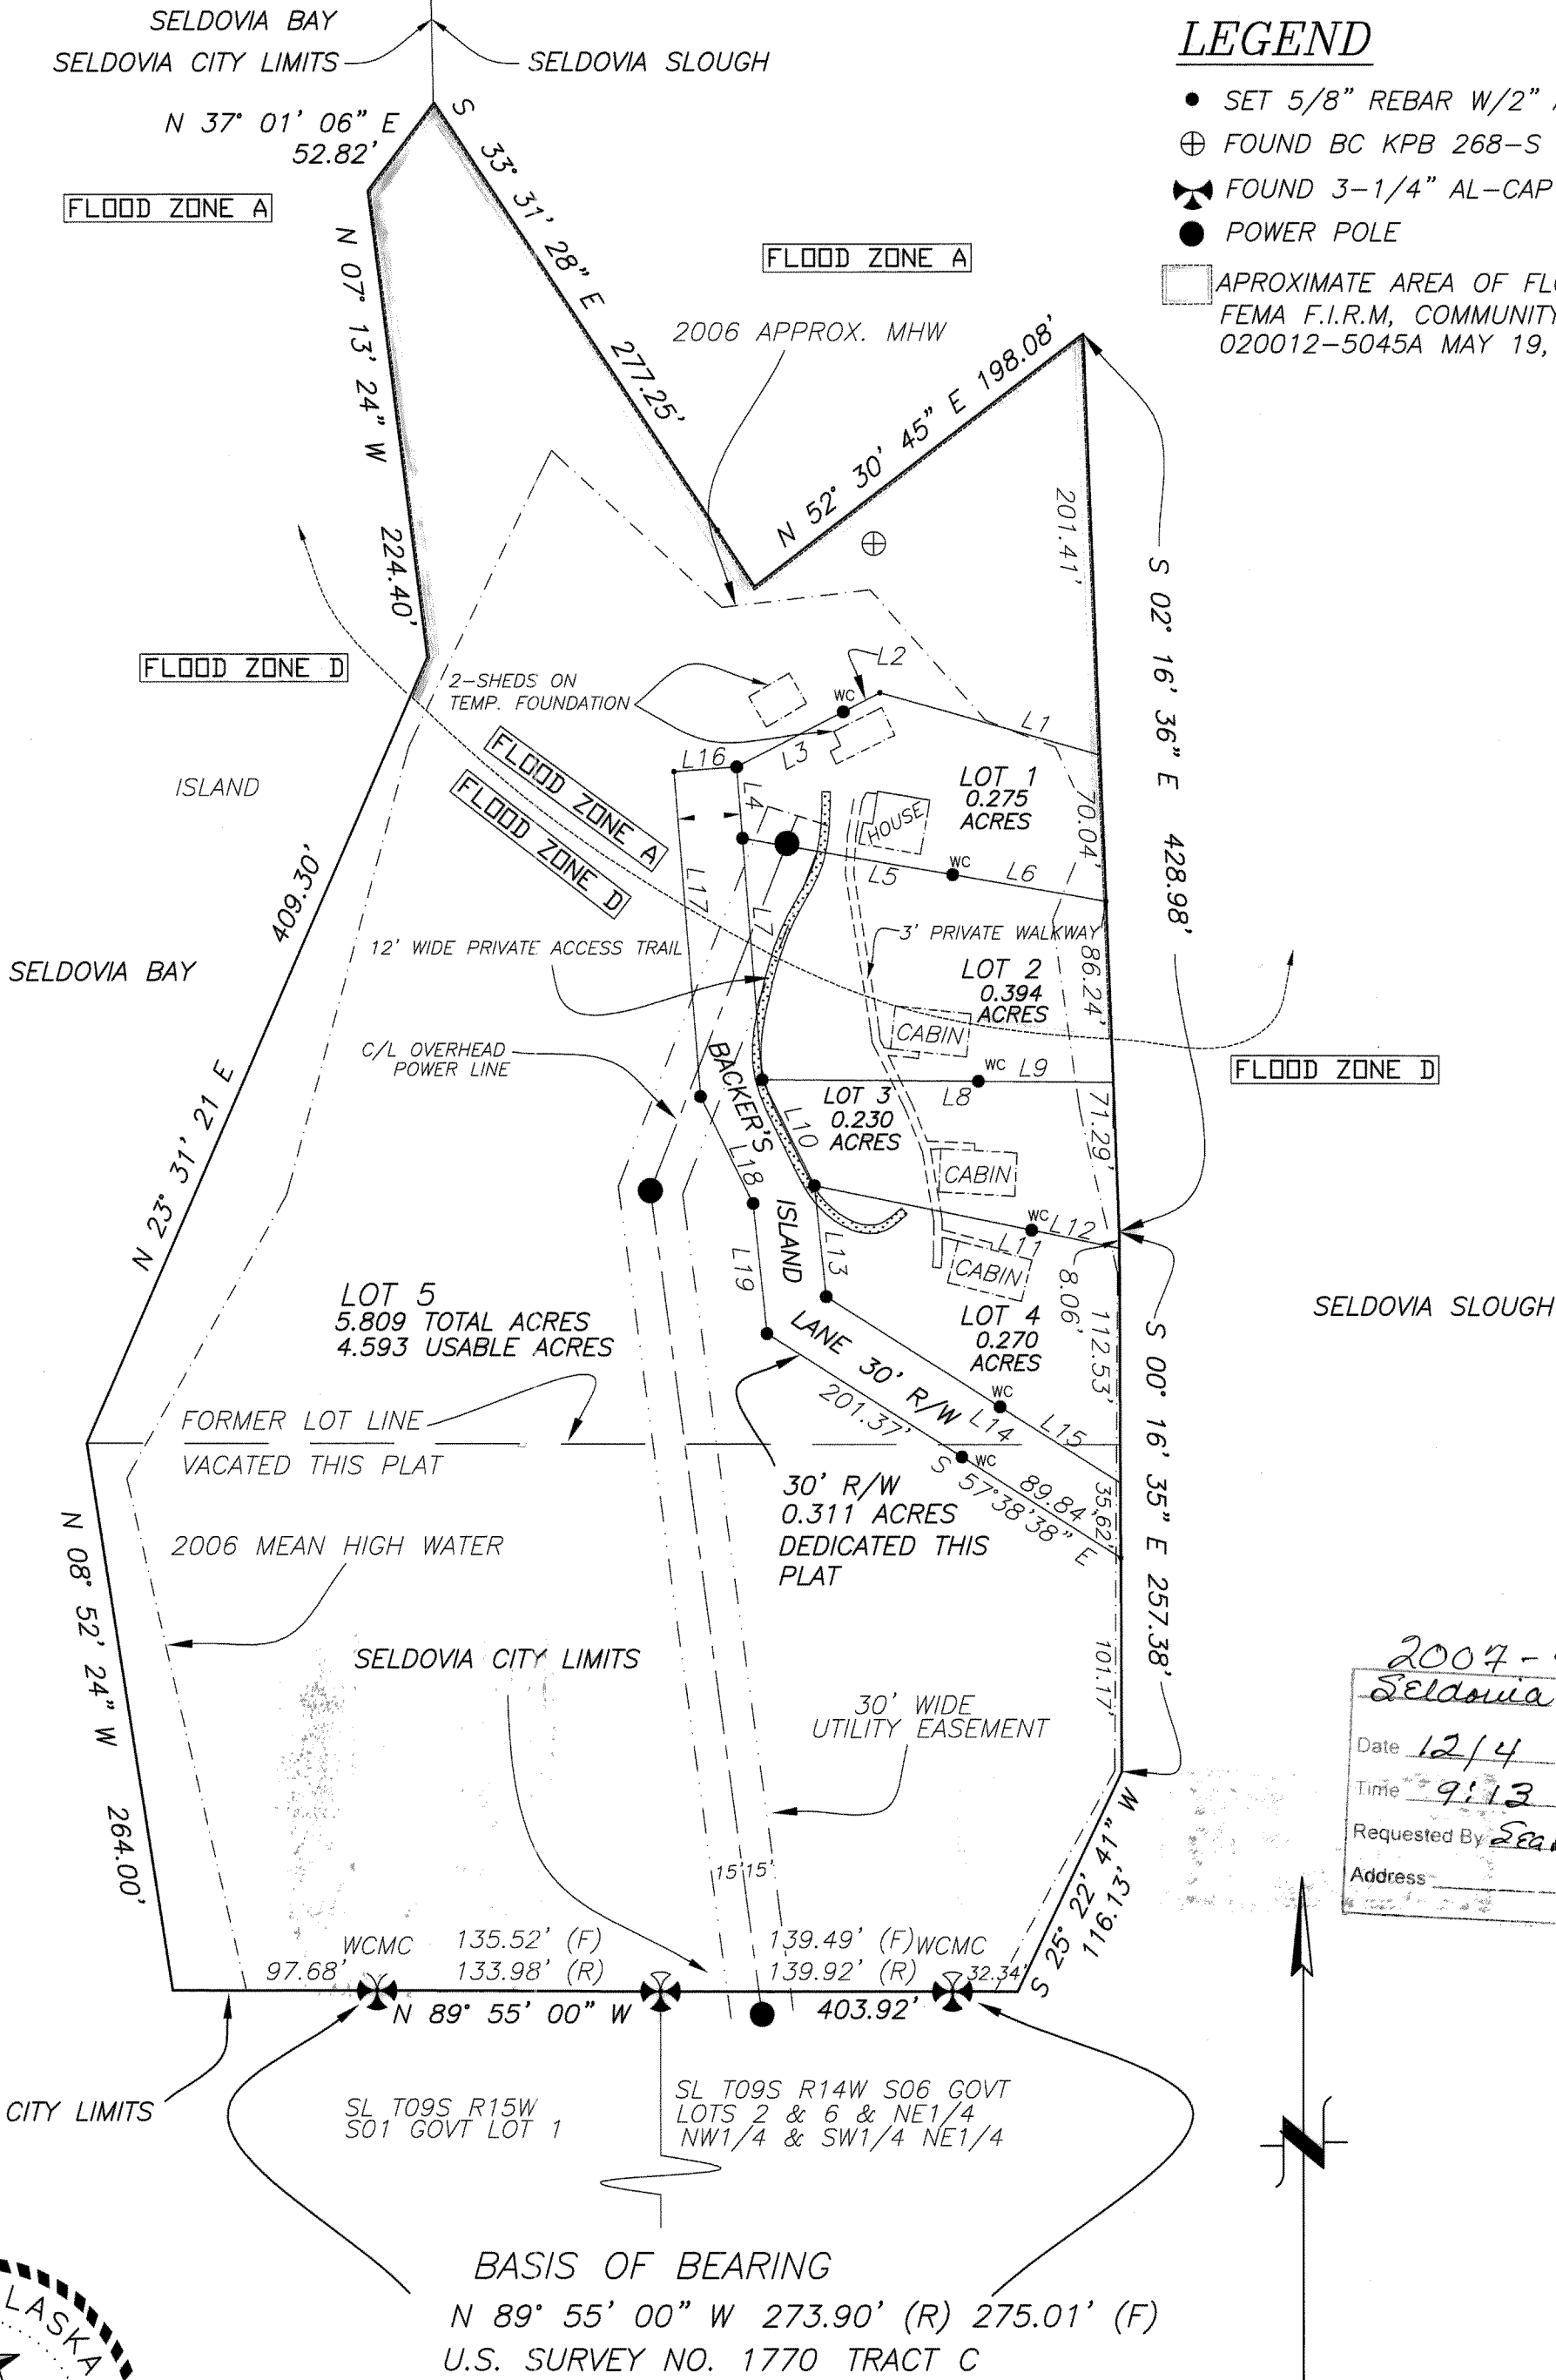 SELDOVIA BAY
SELDOVIA CITY LIMITS
SELDOVIA SLOUGH
LEGEND
SET 5/8" REBAR W/2"
FOUND BC KPB 268-S
FOUND 3-1/4" AL-CAP
POWER POLE
APROXIMATE AREA OF
FEMA F.I.R.M, COMMUNITY
020012-5045A MAY 19,
N 37° 01' 06" E
52.82'
S 33° 31' 28" E 277.25'
FLOOD ZONE A
N 07° 13' 24" W 224.40'
FLOOD ZONE A
2006 APPROX. MHW
N 52° 30' 45" E 198.08'
201.41'
S 02° 16' 36" E 428.98'
FLOOD ZONE D
2-SHEDS ON
TEMP. FOUNDATION
WC
L2
L1
L3
L16
L4
FLOOD ZONE A
FLOOD ZONE D
ISLAND
LOT 1
0.275
ACRES
70.04'
HOUSE
WC
L5
L6
L17
L7
409.30'
12' WIDE PRIVATE ACCESS TRAIL
3' PRIVATE WALKWAY
SELDOVIA BAY
LOT 2
0.394
ACRES
86.24'
CABIN
C/L OVERHEAD
POWER LINE
WC L9
L8
FLOOD ZONE D
BACKER'S
ISLAND
LANE 30' R/W
LOT 3
0.230
ACRES
L10
71.29'
N 23° 31' 21 E
L18
CABIN
WC
L12
L11
L19
L13
CABIN
8.06'
LOT 5
5.809 TOTAL ACRES
4.593 USABLE ACRES
SELDOVIA SLOUGH
LOT 4
0.270
ACRES
112.53'
S 00° 16' 35" E 257.38'
WC
L14
L15
201.37'
FORMER LOT LINE
VACATED THIS PLAT
WC
89.84'
S 57°38'38" E
35.62'
30' R/W
0.311 ACRES
DEDICATED THIS
PLAT
N 08° 52' 24" W 264.00'
2006 MEAN HIGH WATER
SELDOVIA CITY LIMITS
101.17'
30' WIDE
UTILITY EASEMENT
2007-
Seldovia
Date 12/4
Time 9:13
Requested By
Address
15' 15'
S 25° 22' 41" W
116.13'
WCMC 135.52' (F) 139.49' (F) WCMC
97.68' 133.98' (R) 139.92' (R) 32.34'
N 89° 55' 00" W 403.92'
CITY LIMITS
SL T09S R15W
S01 GOVT LOT 1
SL T09S R14W S06 GOVT
LOTS 2 & 6 & NE1/4
NW1/4 & SW1/4 NE1/4
N
BASIS OF BEARING
N 89° 55' 00" W 273.90' (R) 275.01' (F)
U.S. SURVEY NO. 1770 TRACT C